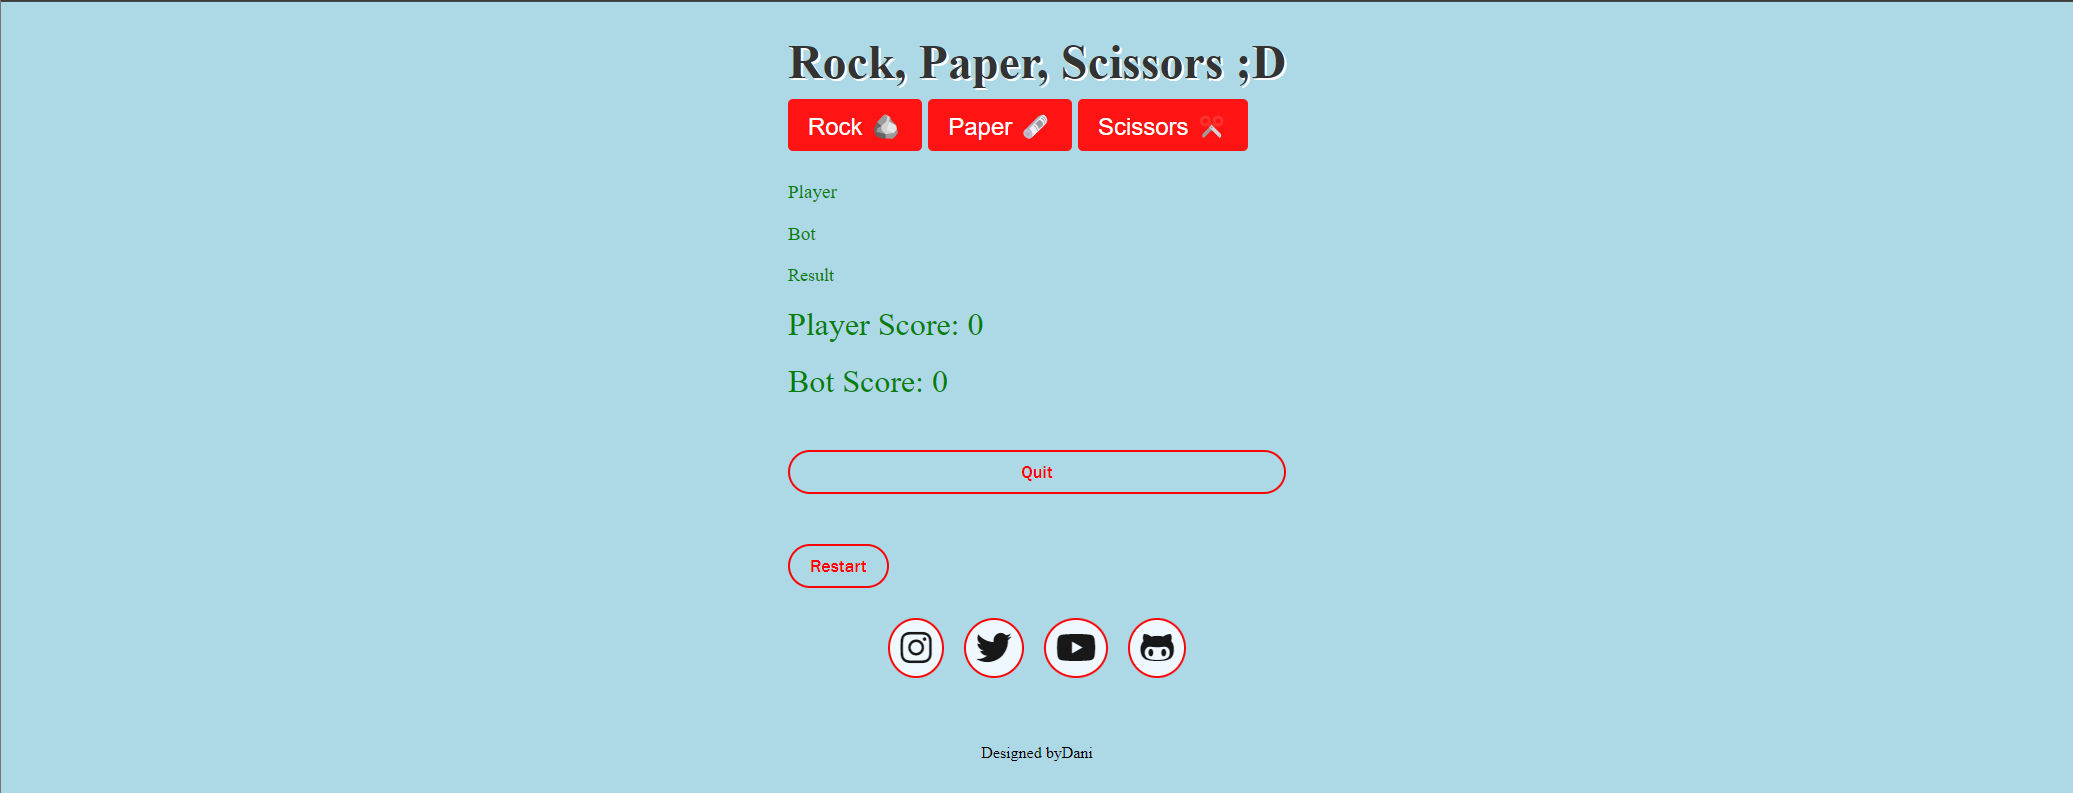 Rock, Paper, Scissors ;D
Rock Paper Scissors
Player
Bot
Result
Player Score: 0
Bot Score: 0
Quit
Restart
Designed byDani